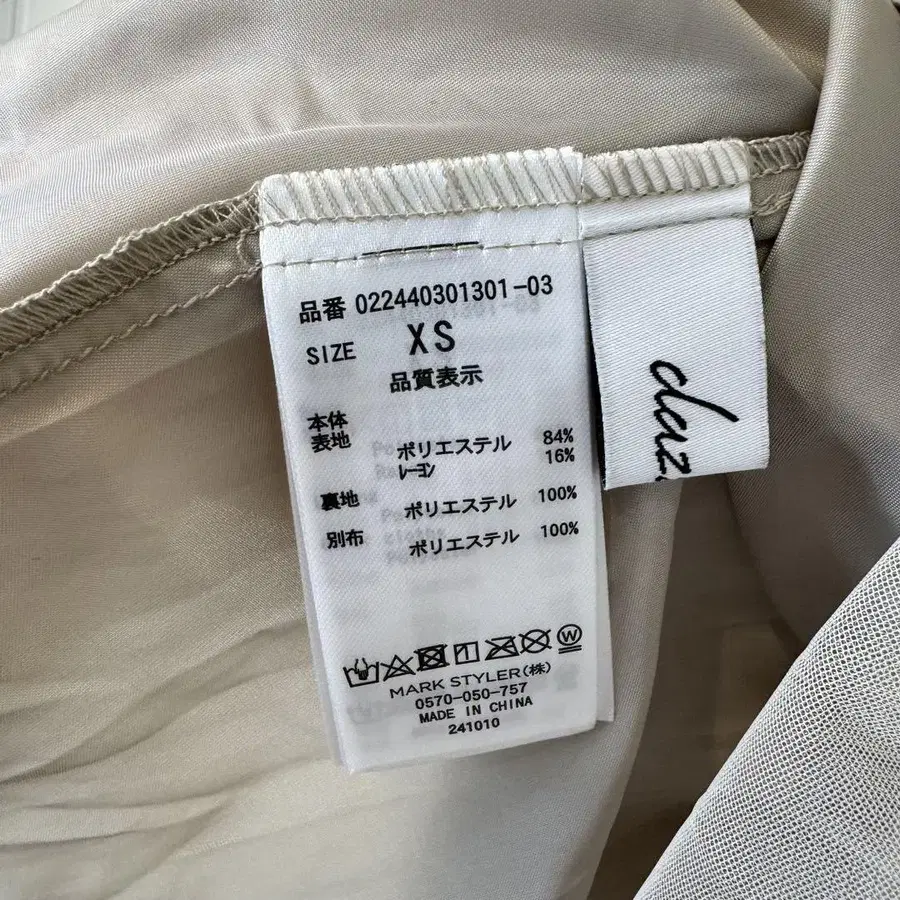 品番 022440301301-03
SIZE XS
品質表示
本体
表地 ポリエステル 84%
レーヨン 16%
裏地 ポリエステル 100%
別布 ポリエステル 100%
W
MARK STYLER(株)
0570-050-757
MADE IN CHINA
241010
daz